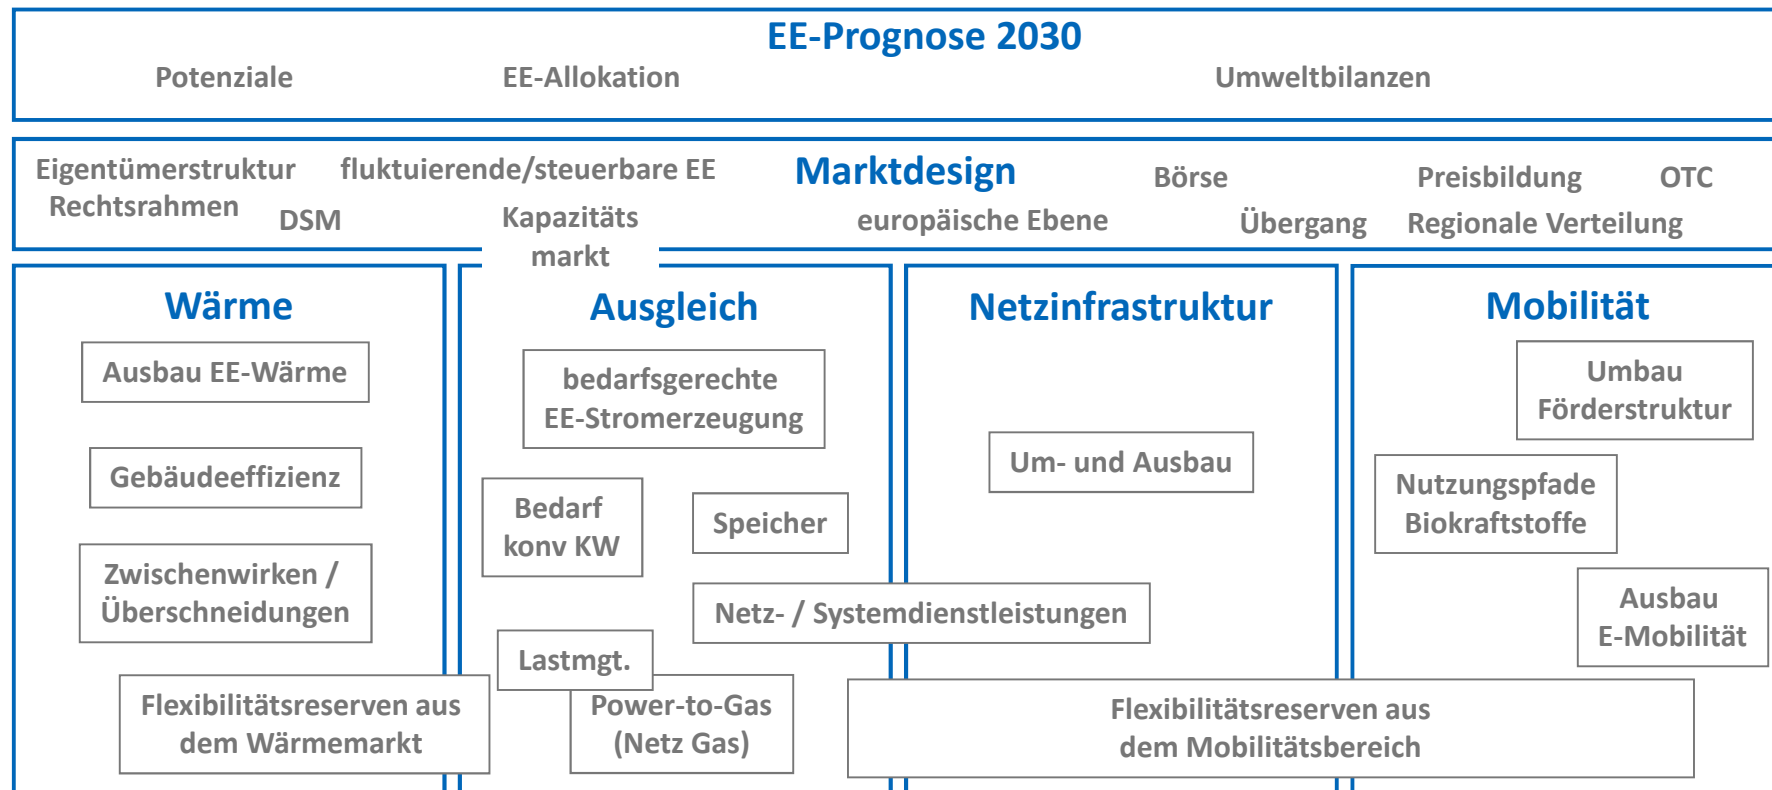 EE-Prognose 2030
Potenziale
EE-Allokation
Umweltbilanzen
Marktdesign
Eigentümerstruktur
Rechtsrahmen
fluktuierende/steuerbare EE
DSM
Kapazitäts
markt
europäische Ebene
Börse
Übergang
Preisbildung
OTC
Regionale Verteilung
Wärme
Ausbau EE-Wärme
Gebäudeeffizienz
Zwischenwirken /
Überschneidungen
Flexibilitätsreserven aus
dem Wärmemarkt
Ausgleich
bedarfsgerechte
EE-Stromerzeugung
Bedarf
konv KW
Speicher
Netz- / Systemdienstleistungen
Lastmgt.
Power-to-Gas
(Netz Gas)
Netzinfrastruktur
Um- und Ausbau
Flexibilitätsreserven aus
dem Mobilitätsbereich
Mobilität
Umbau
Förderstruktur
Nutzungspfade
Biokraftstoffe
Ausbau
E-Mobilität